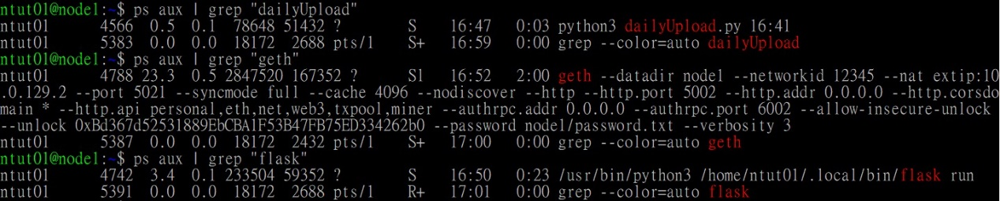 ntut01@node1:~$ ps aux | grep "dailyUpload"
ntut01 4566 0.5 0.1 78648 51432 ? S 16:47 0:03 python3 dailyUpload.py 16:41
ntut01 5383 0.0 0.0 18172 2688 pts/1 S+ 16:59 0:00 grep --color=auto dailyUpload
ntut01@node1:~$ ps aux | grep "geth"
ntut01 4788 23.3 0.5 2847520 167352 ? Sl 16:52 2:00 geth --datadir node1 --networkid 12345 --nat extip:10
.0.129.2 --port 5021 --syncmode full --cache 4096 --nodiscover --http --http.port 5002 --http.addr 0.0.0.0 --http.corsdo
main * --http.api personal,eth,net,web3,txpool,miner --authrpc.addr 0.0.0.0 --authrpc.port 6002 --allow-insecure-unlock
--unlock 0xBd367d52531889EbCBA1F53B47FB75ED334262b0 --password node1/password.txt --verbosity 3
ntut01 5387 0.0 0.0 18172 2432 pts/1 S+ 17:00 0:00 grep --color=auto geth
ntut01@node1:~$ ps aux | grep "flask"
ntut01 4742 3.4 0.1 233504 59352 ? S 16:50 0:23 /usr/bin/python3 /home/ntut01/.local/bin/flask run
ntut01 5391 0.0 0.0 18172 2688 pts/1 R+ 17:01 0:00 grep --color=auto flask